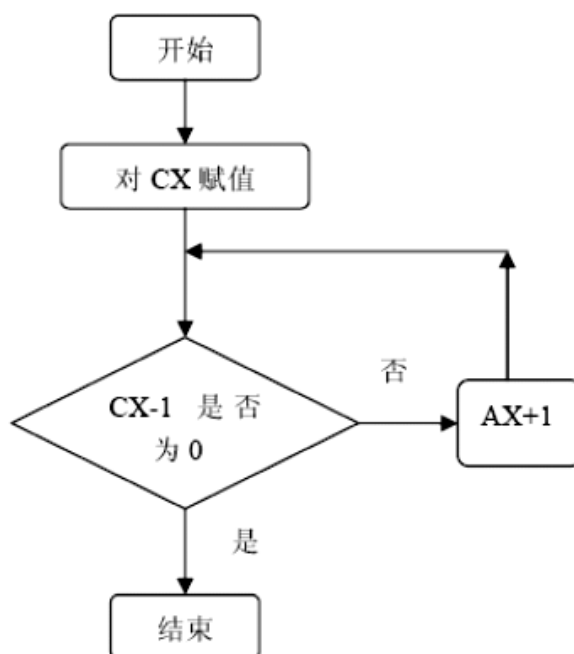 开始
对 CX 赋值
否
CX-1 是 否
为 0
AX+1
是
结束